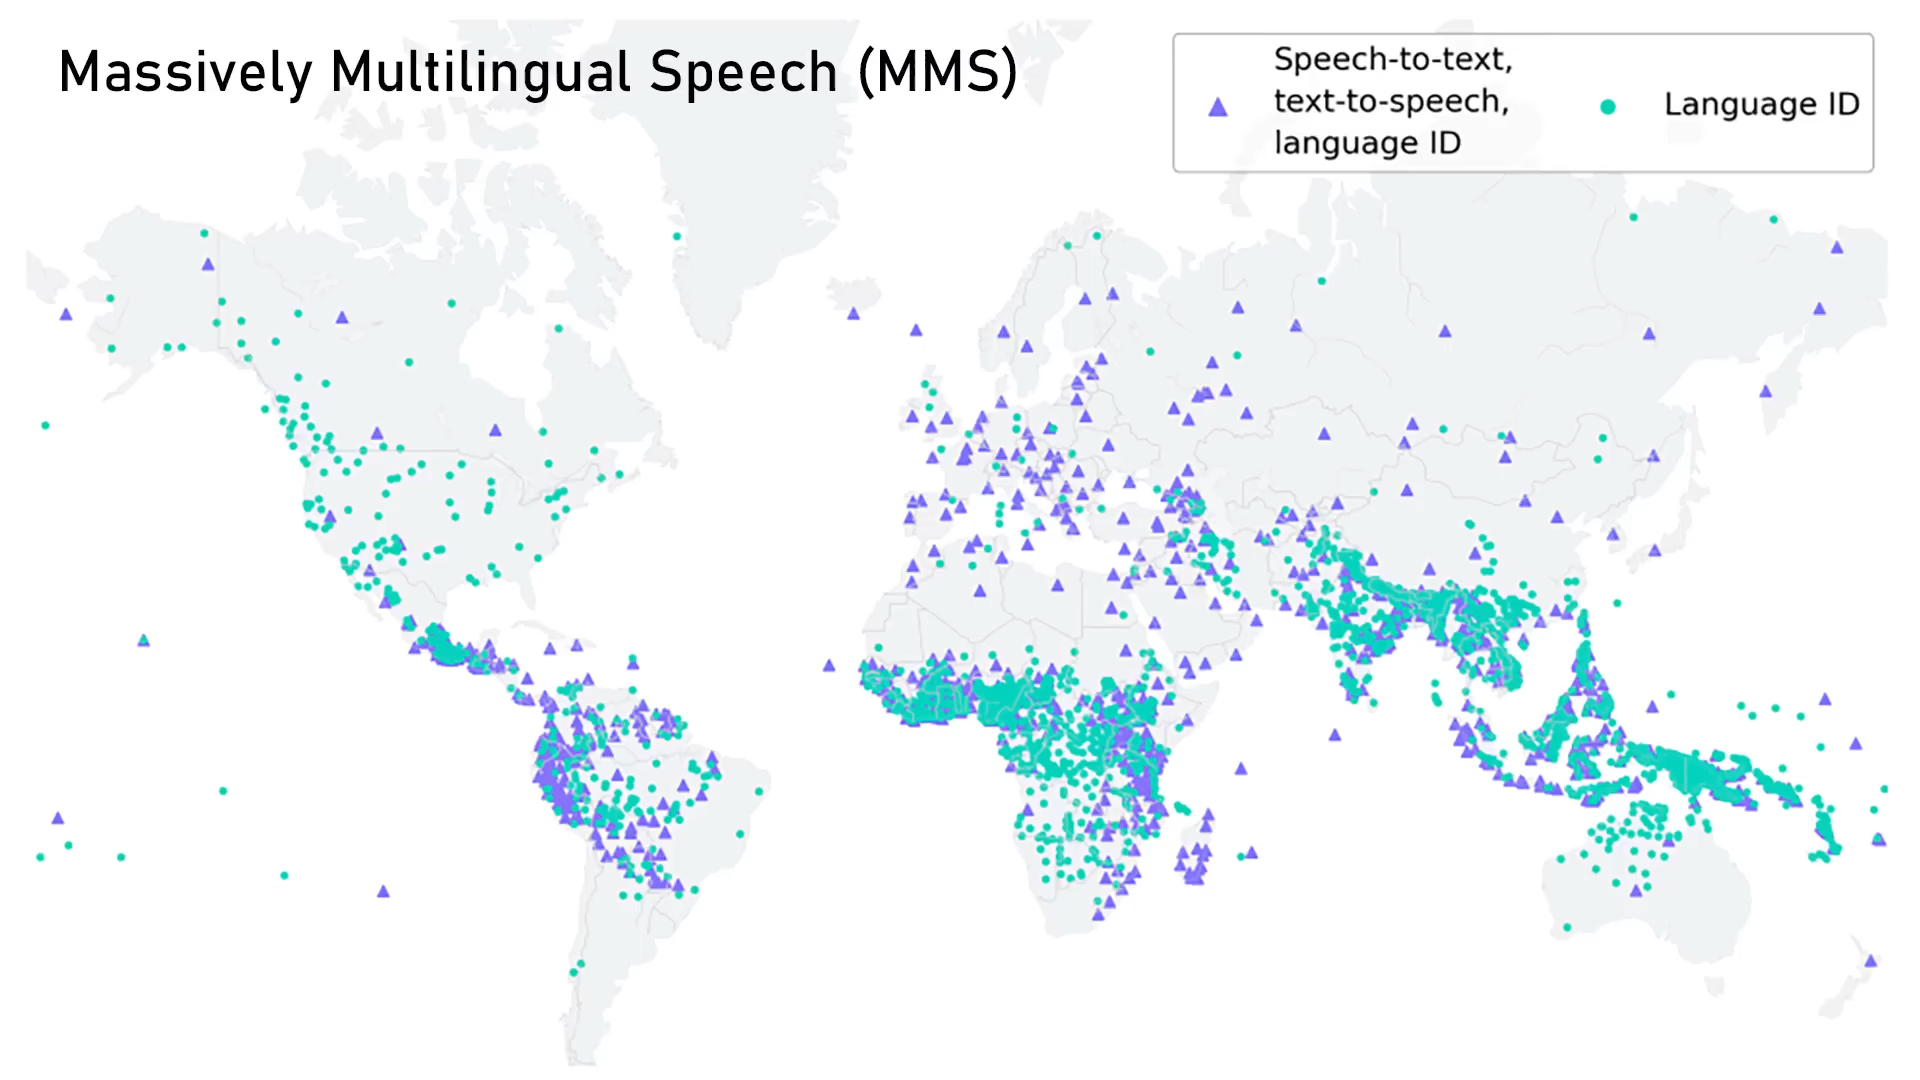 Massively Multilingual Speech (MMS)
Speech-to-text,
text-to-speech,
language ID
Language ID